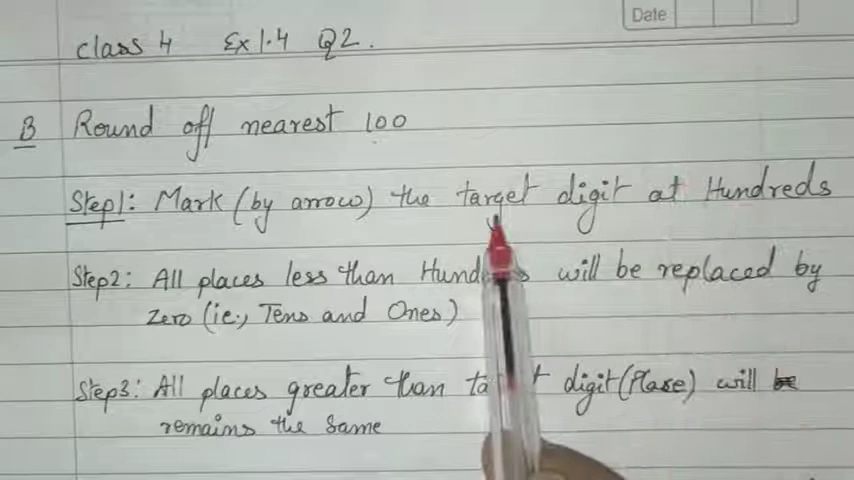 Date
Class 4 Ex 1.4 Q2.
B Round off nearest 100
Step1: Mark (by arrow) the target digit at Hundreds
Step2: All places less than will be replaced by
Zero (ie., Tens and Ones)
Step3: All places greater than digit (Place) will
remains the same